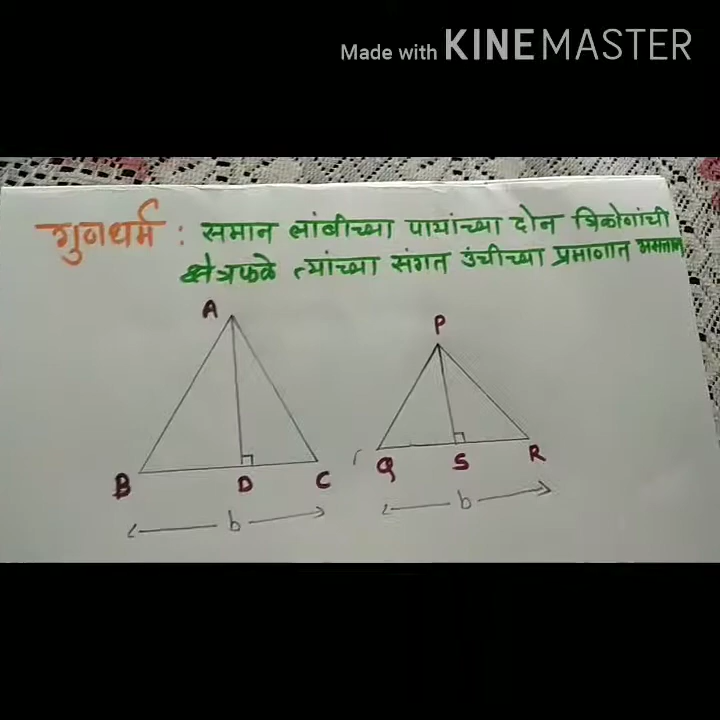 Made with KINEMASTER
गुणधर्म : समान लांबीच्या पायांच्या दोन त्रिकोणांची
क्षेत्रफळे त्यांच्या संगत उंचीच्या प्रमाणात असतात
A
P
B D C
Q S R
b
b